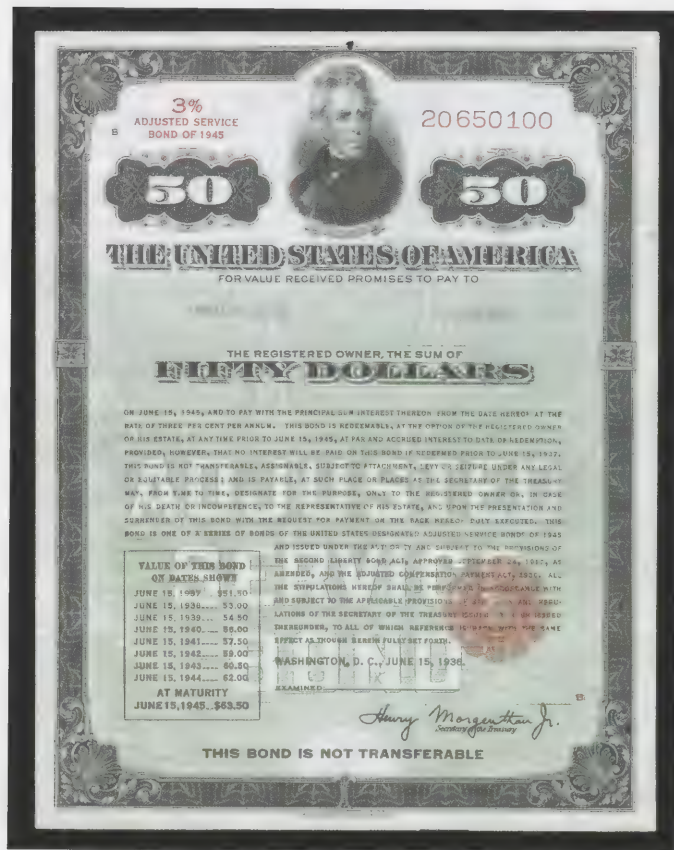 3%
ADJUSTED SERVICE
BOND OF 1945
B
20650100
50
50
THE UNITED STATES OF AMERICA
FOR VALUE RECEIVED PROMISES TO PAY TO
THE REGISTERED OWNER, THE SUM OF
FIFTY DOLLARS
ON JUNE 15, 1945, AND TO PAY WITH THE PRINCIPAL SUM INTEREST THEREON FROM THE DATE HEREOF AT THE
RATE OF THREE PER CENT PER ANNUM. THIS BOND IS REDEEMABLE, AT THE OPTION OF THE REGISTERED OWNER
OR HIS ESTATE, AT ANY TIME PRIOR TO JUNE 15, 1945, AT PAR AND ACCRUED INTEREST TO DATE OF REDEMPTION,
PROVIDED, HOWEVER, THAT NO INTEREST WILL BE PAID ON THIS BOND IF REDEEMED PRIOR TO JUNE 15, 1937.
THIS BOND IS NOT TRANSFERABLE, ASSIGNABLE, SUBJECT TO ATTACHMENT, LEVY OR SEIZURE UNDER ANY LEGAL
OR EQUITABLE PROCESS; AND IS PAYABLE, AT SUCH PLACE OR PLACES AS THE SECRETARY OF THE TREASURY
MAY, FROM TIME TO TIME, DESIGNATE FOR THE PURPOSE, ONLY TO THE REGISTERED OWNER OR, IN CASE
OF HIS DEATH OR INCOMPETENCE, TO THE REPRESENTATIVE OF HIS ESTATE, AND UPON THE PRESENTATION AND
SURRENDER OF THIS BOND WITH THE REQUEST FOR PAYMENT ON THE BACK HEREOF DULY EXECUTED. THIS
BOND IS ONE OF A SERIES OF BONDS OF THE UNITED STATES DESIGNATED ADJUSTED SERVICE BOND OF 1945
AND ISSUED UNDER THE AUTHORITY AND SUBJECT TO THE PROVISIONS OF
THE SECOND LIBERTY BOND ACT, APPROVED SEPTEMBER 24, 1917, AS
AMENDED, AND THE ADJUSTED COMPENSATION PAYMENT ACT, 1936. ALL
THE STIPULATIONS HEREOF SHALL BE PERFORMED IN ACCORDANCE WITH
AND SUBJECT TO THE APPLICABLE PROVISIONS OF LAW AND ANY REGU-
LATIONS OF THE SECRETARY OF THE TREASURY ISSUED
THEREUNDER, TO ALL OF WHICH REFERENCE IS MADE WITH THE SAME
EFFECT AS THOUGH HEREIN FULLY SET FORTH.
VALUE OF THIS BOND
ON DATES SHOWN
JUNE 15, 1937.. $51.50
JUNE 15, 1938.... 53.00
JUNE 15, 1939.... 54.50
JUNE 15, 1940.... 56.00
JUNE 15, 1941.... 57.50
JUNE 15, 1942.... 59.00
JUNE 15, 1943.... 60.50
JUNE 15, 1944.... 62.00
AT MATURITY
JUNE 15, 1945..$63.50
WASHINGTON, D. C., JUNE 15, 1936.
EXAMINED
B
Henry Morgenthau Jr.
Secretary of the Treasury
THIS BOND IS NOT TRANSFERABLE